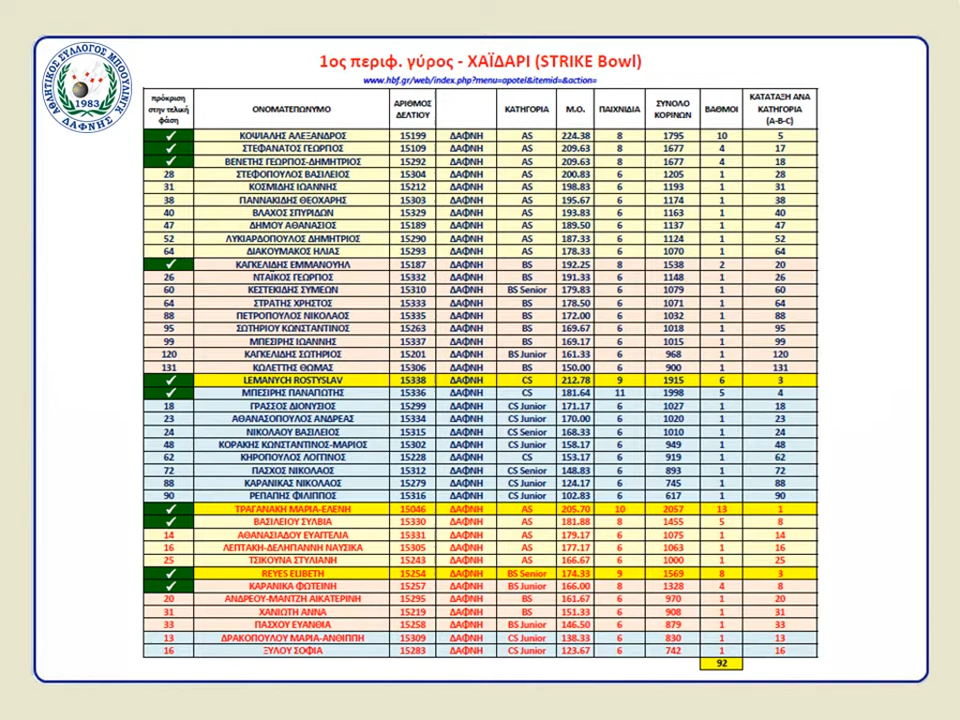 ΑΘΛΗΤΙΚΟΣ ΣΥΛΛΟΓΟΣ ΜΠΟΟΥΛΙΝΓΚ
1983
ΔΑΦΝΗΣ
1ος περιφ. γύρος - ΧΑΪΔΑΡΙ (STRIKE Bowl)
www.hbf.gr/web/index.php?menu=apotel&itemid=&action=
πρόκριση στην τελική φάση ΟΝΟΜΑΤΕΠΩΝΥΜΟ ΑΡΙΘΜΟΣ ΔΕΛΤΙΟΥ ΚΑΤΗΓΟΡΙΑ Μ.Ο. ΠΑΙΧΝΙΔΙΑ ΣΥΝΟΛΟ ΚΟΡΙΝΩΝ ΒΑΘΜΟΙ ΚΑΤΑΤΑΞΗ ΑΝΑ ΚΑΤΗΓΟΡΙΑ (Α-Β-C)
✓ ΚΟΨΙΑΛΗΣ ΑΛΕΞΑΝΔΡΟΣ 15199 ΔΑΦΝΗ AS 224.38 8 1795 10 5
✓ ΣΤΕΦΑΝΑΤΟΣ ΓΕΩΡΓΙΟΣ 15109 ΔΑΦΝΗ AS 209.63 8 1677 4 17
✓ ΒΕΝΕΤΗΣ ΓΕΩΡΓΙΟΣ-ΔΗΜΗΤΡΙΟΣ 15292 ΔΑΦΝΗ AS 209.63 8 1677 4 18
28 ΣΤΕΦΟΠΟΥΛΟΣ ΒΑΣΙΛΕΙΟΣ 15304 ΔΑΦΝΗ AS 200.83 6 1205 1 28
31 ΚΟΣΜΙΔΗΣ ΙΩΑΝΝΗΣ 15212 ΔΑΦΝΗ AS 198.83 6 1193 1 31
38 ΓΙΑΝΝΑΚΙΔΗΣ ΘΕΟΧΑΡΗΣ 15303 ΔΑΦΝΗ AS 195.67 6 1174 1 38
40 ΒΛΑΧΟΣ ΣΠΥΡΙΔΩΝ 15329 ΔΑΦΝΗ AS 193.83 6 1163 1 40
47 ΔΗΜΟΥ ΑΘΑΝΑΣΙΟΣ 15189 ΔΑΦΝΗ AS 189.50 6 1137 1 47
52 ΛΥΚΙΑΡΔΟΠΟΥΛΟΣ ΔΗΜΗΤΡΙΟΣ 15290 ΔΑΦΝΗ AS 187.33 6 1124 1 52
64 ΔΙΑΚΟΥΜΑΚΟΣ ΗΛΙΑΣ 15293 ΔΑΦΝΗ AS 178.33 6 1070 1 64
✓ ΚΑΓΚΕΛΙΔΗΣ ΕΜΜΑΝΟΥΗΛ 15187 ΔΑΦΝΗ BS 192.25 8 1538 2 20
26 ΝΤΑΪΚΟΣ ΓΕΩΡΓΙΟΣ 15332 ΔΑΦΝΗ BS 191.33 6 1148 1 26
60 ΚΕΣΤΕΚΙΔΗΣ ΣΥΜΕΩΝ 15310 ΔΑΦΝΗ BS Senior 179.83 6 1079 1 60
64 ΣΤΡΑΤΗΣ ΧΡΗΣΤΟΣ 15333 ΔΑΦΝΗ BS 178.50 6 1071 1 64
88 ΠΕΤΡΟΠΟΥΛΟΣ ΝΙΚΟΛΑΟΣ 15335 ΔΑΦΝΗ BS 172.00 6 1032 1 88
95 ΣΩΤΗΡΙΟΥ ΚΩΝΣΤΑΝΤΙΝΟΣ 15263 ΔΑΦΝΗ BS 169.67 6 1018 1 95
99 ΜΠΕΣΙΡΗΣ ΙΩΑΝΝΗΣ 15337 ΔΑΦΝΗ BS 169.17 6 1015 1 99
120 ΚΑΓΚΕΛΙΔΗΣ ΣΩΤΗΡΙΟΣ 15201 ΔΑΦΝΗ BS Junior 161.33 6 968 1 120
131 ΚΩΛΕΤΤΗΣ ΘΩΜΑΣ 15306 ΔΑΦΝΗ BS 150.00 6 900 1 131
✓ LEMANYCH ROSTYSLAV 15338 ΔΑΦΝΗ CS 212.78 9 1915 6 3
✓ ΜΠΕΣΙΡΗΣ ΠΑΝΑΓΙΩΤΗΣ 15336 ΔΑΦΝΗ CS 181.64 11 1998 5 4
18 ΓΡΑΣΣΟΣ ΔΙΟΝΥΣΙΟΣ 15299 ΔΑΦΝΗ CS Junior 171.17 6 1027 1 18
23 ΑΘΑΝΑΣΟΠΟΥΛΟΣ ΑΝΔΡΕΑΣ 15334 ΔΑΦΝΗ CS Junior 170.00 6 1020 1 23
24 ΝΙΚΟΛΑΟΥ ΒΑΣΙΛΕΙΟΣ 15315 ΔΑΦΝΗ CS Senior 168.33 6 1010 1 24
48 ΚΟΡΑΚΗΣ ΚΩΝΣΤΑΝΤΙΝΟΣ-ΜΑΡΙΟΣ 15302 ΔΑΦΝΗ CS Junior 158.17 6 949 1 48
62 ΚΗΡΟΠΟΥΛΟΣ ΛΟΓΓΙΝΟΣ 15228 ΔΑΦΝΗ CS 153.17 6 919 1 62
72 ΠΑΣΧΟΣ ΝΙΚΟΛΑΟΣ 15312 ΔΑΦΝΗ CS Senior 148.83 6 893 1 72
88 ΚΑΡΑΝΙΚΑΣ ΝΙΚΟΛΑΟΣ 15279 ΔΑΦΝΗ CS Junior 124.17 6 745 1 88
90 ΡΕΠΑΠΗΣ ΦΙΛΙΠΠΟΣ 15316 ΔΑΦΝΗ CS Junior 102.83 6 617 1 90
✓ ΤΡΑΓΑΝΑΚΗ ΜΑΡΙΑ-ΕΛΕΝΗ 15046 ΔΑΦΝΗ AS 205.70 10 2057 13 1
✓ ΒΑΣΙΛΕΙΟΥ ΣΥΛΒΙΑ 15330 ΔΑΦΝΗ AS 181.88 8 1455 5 8
14 ΑΘΑΝΑΣΙΑΔΟΥ ΕΥΑΓΓΕΛΙΑ 15331 ΔΑΦΝΗ AS 179.17 6 1075 1 14
16 ΛΕΠΤΑΚΗ-ΔΕΛΗΓΙΑΝΝΗ ΝΑΥΣΙΚΑ 15305 ΔΑΦΝΗ AS 177.17 6 1063 1 16
25 ΤΣΙΚΟΥΝΑ ΣΤΥΛΙΑΝΗ 15243 ΔΑΦΝΗ AS 166.67 6 1000 1 25
✓ REYES ELIBETH 15254 ΔΑΦΝΗ BS Senior 174.33 9 1569 8 3
✓ ΚΑΡΑΝΙΚΑ ΦΩΤΕΙΝΗ 15257 ΔΑΦΝΗ BS Junior 166.00 8 1328 4 8
20 ΑΝΔΡΕΟΥ-ΜΑΝΤΖΗ ΑΙΚΑΤΕΡΙΝΗ 15295 ΔΑΦΝΗ BS 161.67 6 970 1 20
31 ΧΑΝΙΩΤΗ ΑΝΝΑ 15219 ΔΑΦΝΗ BS 151.33 6 908 1 31
33 ΠΑΣΧΟΥ ΕΥΑΝΘΙΑ 15258 ΔΑΦΝΗ BS Junior 146.50 6 879 1 33
13 ΔΡΑΚΟΠΟΥΛΟΥ ΜΑΡΙΑ-ΑΝΘΙΠΠΗ 15309 ΔΑΦΝΗ CS Junior 138.33 6 830 1 13
16 ΞΥΛΟΥ ΣΟΦΙΑ 15283 ΔΑΦΝΗ CS Junior 123.67 6 742 1 16
92